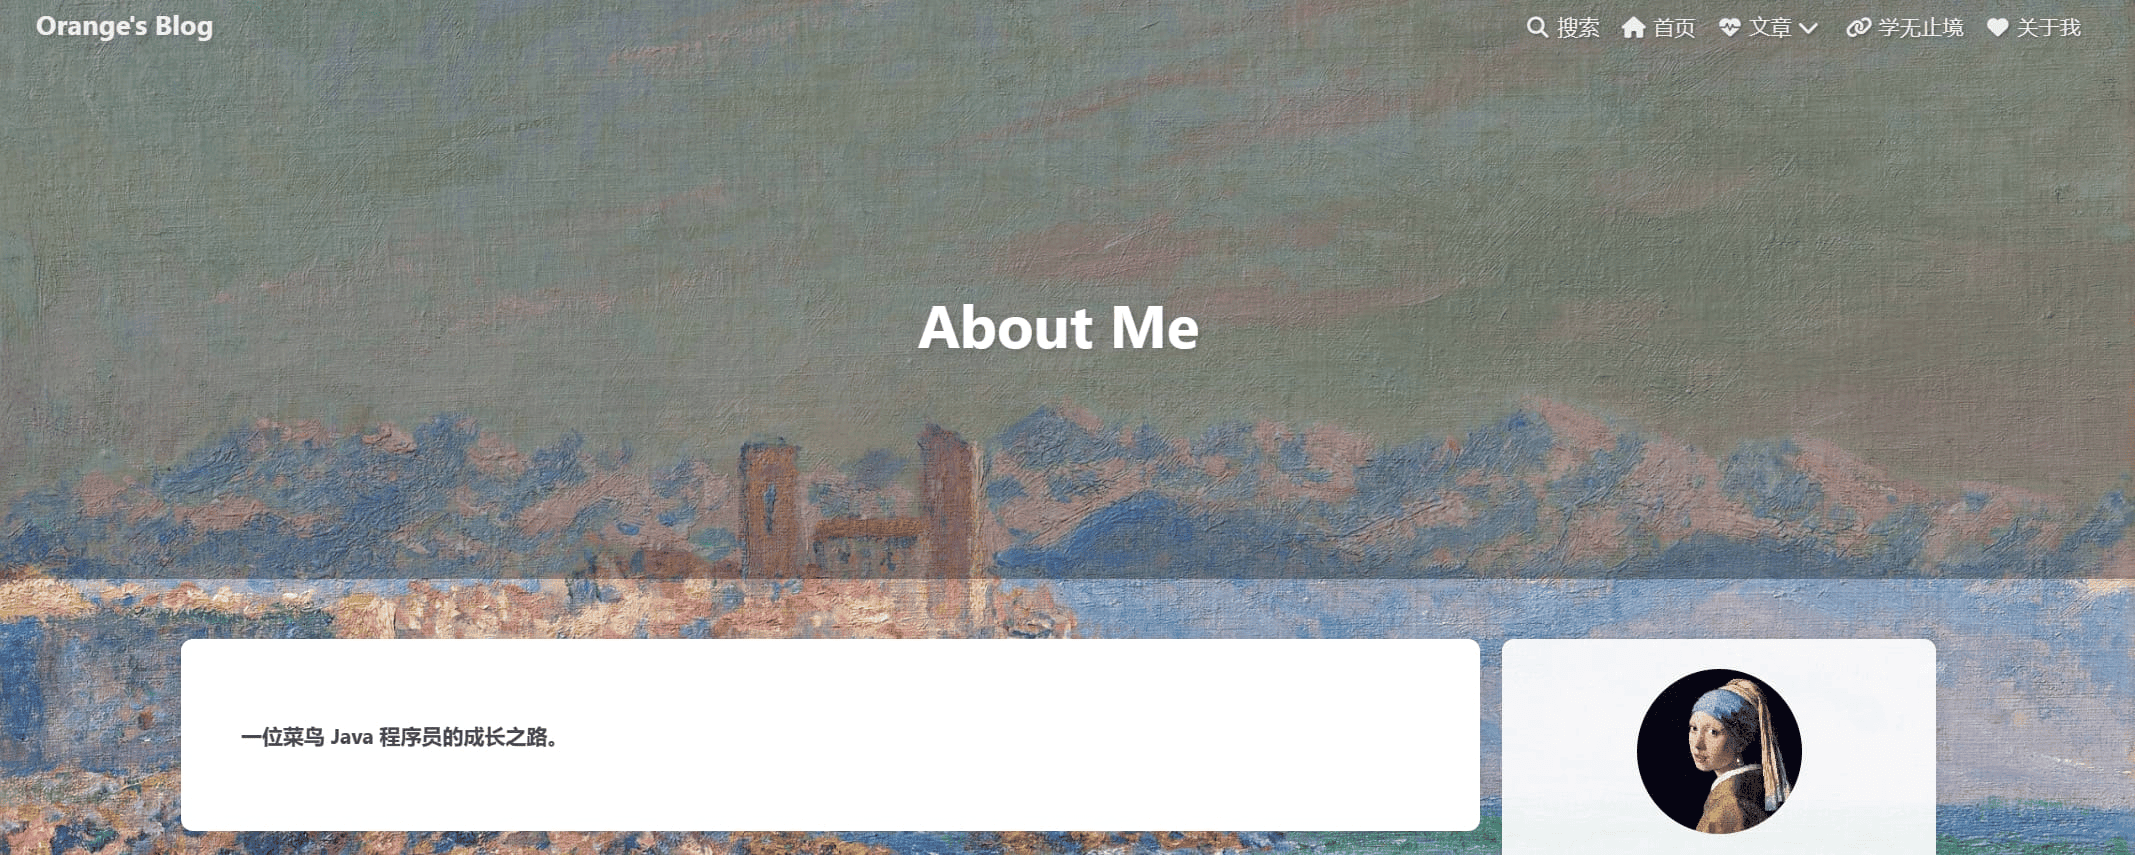 Orange's Blog
搜索 首页 文章 学无止境 关于我
About Me
一位菜鸟 Java 程序员的成长之路。